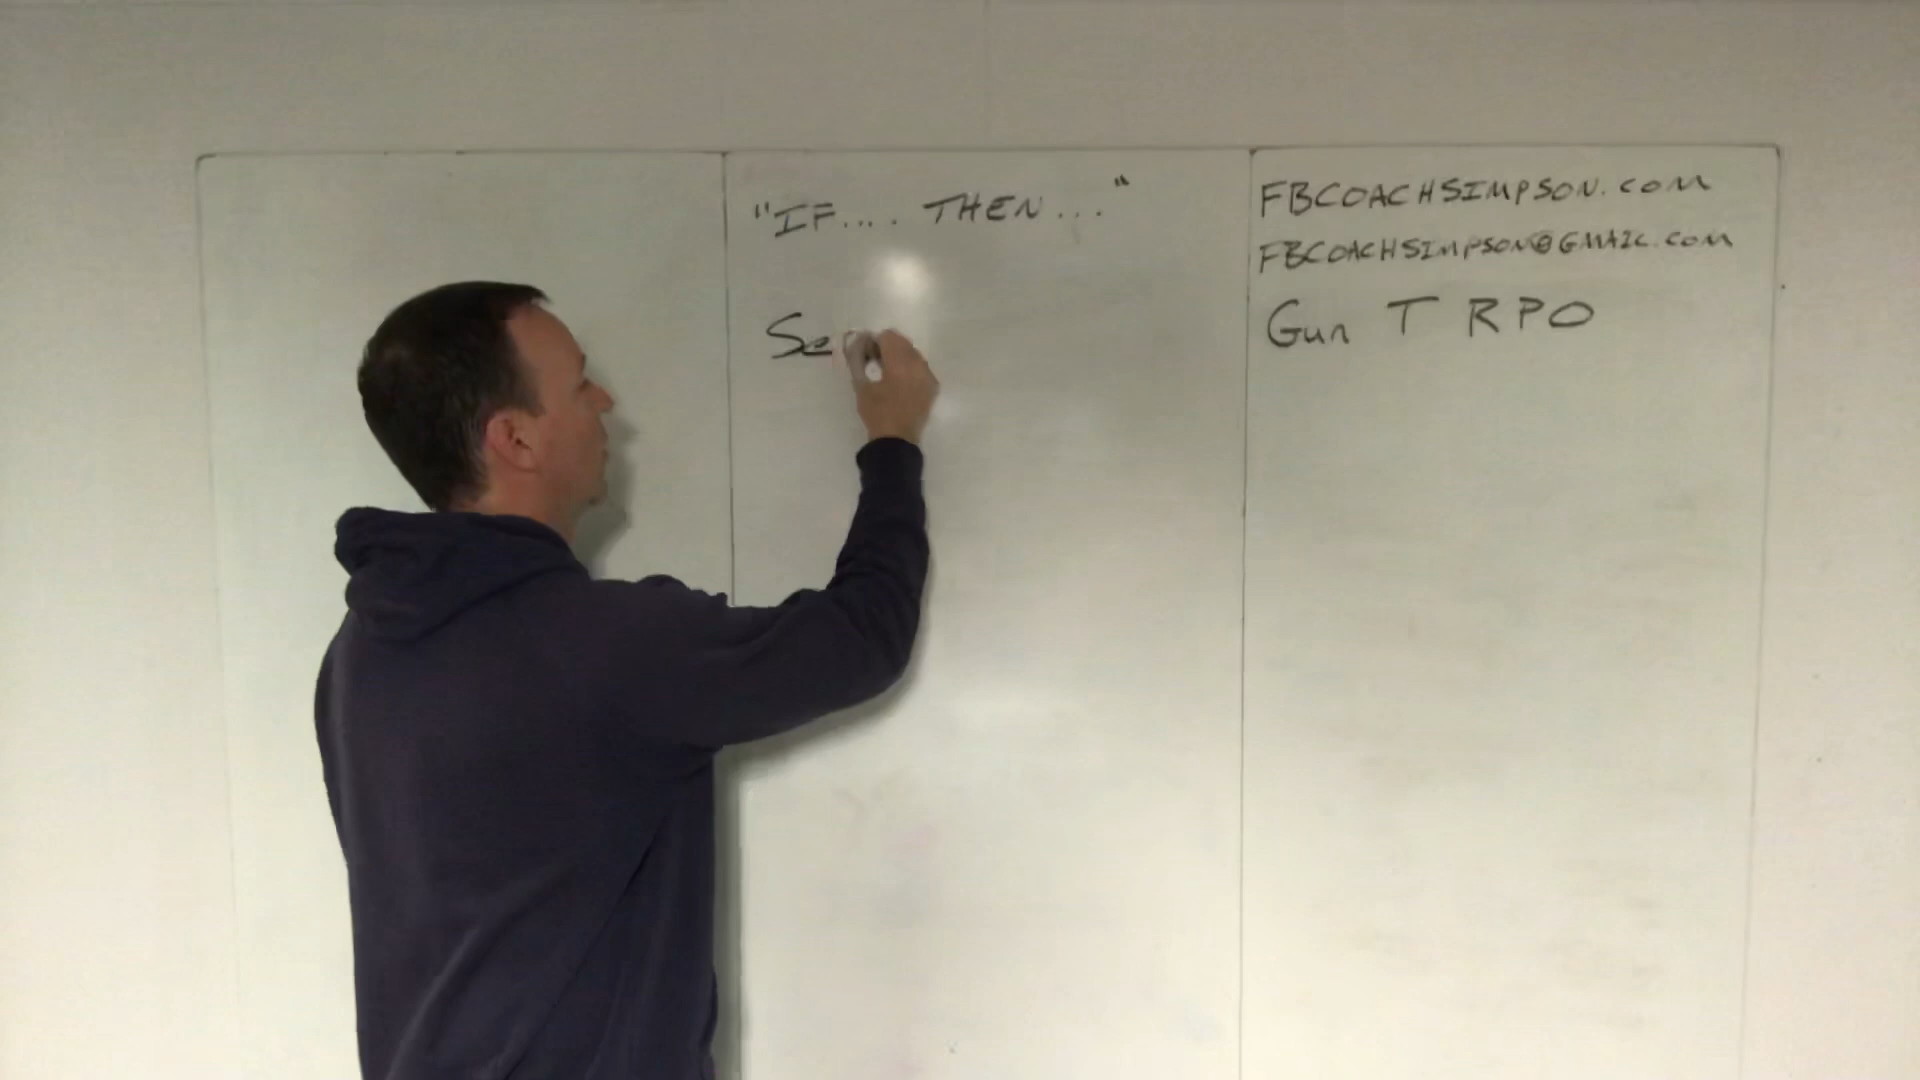 "IF.... THEN..."
Se
FBCOACHSIMPSON.COM
FBCOACHSIMPSON@GMAIL.COM
Gun T RPO